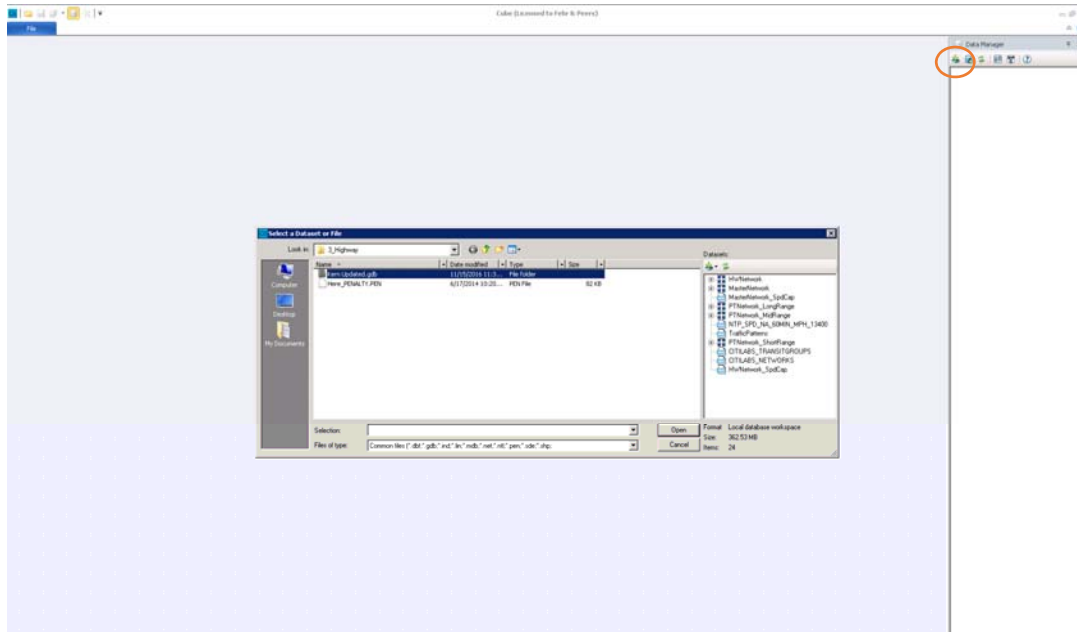 Cube (Licensed to Fehr & Peers)
File
Data Manager
Select a Dataset or File
Look in: 3_Highway
Datasets:
Name Date modified Type Size
Kern Updated.gdb 11/15/2016 11:3... File Folder
Here_PENALTY.PEN 6/17/2014 10:20... PEN File 82 KB
Computer
Desktop
My Documents
HwNetwork
MasterNetwork
MasterNetwork_SpdCap
PTNetwork_LongRange
PTNetwork_MidRange
NTP_SPD_NA_60MIN_MPH_13400
TrafficPatterns
PTNetwork_ShortRange
CITILABS_TRANSITGROUPS
CITILABS_NETWORKS
HwNetwork_SpdCap
Selection:
Open
Files of type: Common files (*.dbf;*.gdb;*.ind;*.lin;*.mdb;*.net;*.ntl;*.pen;*.sde;*.shp;
Cancel
Format: Local database workspace
Size: 362.53 MB
Items: 24